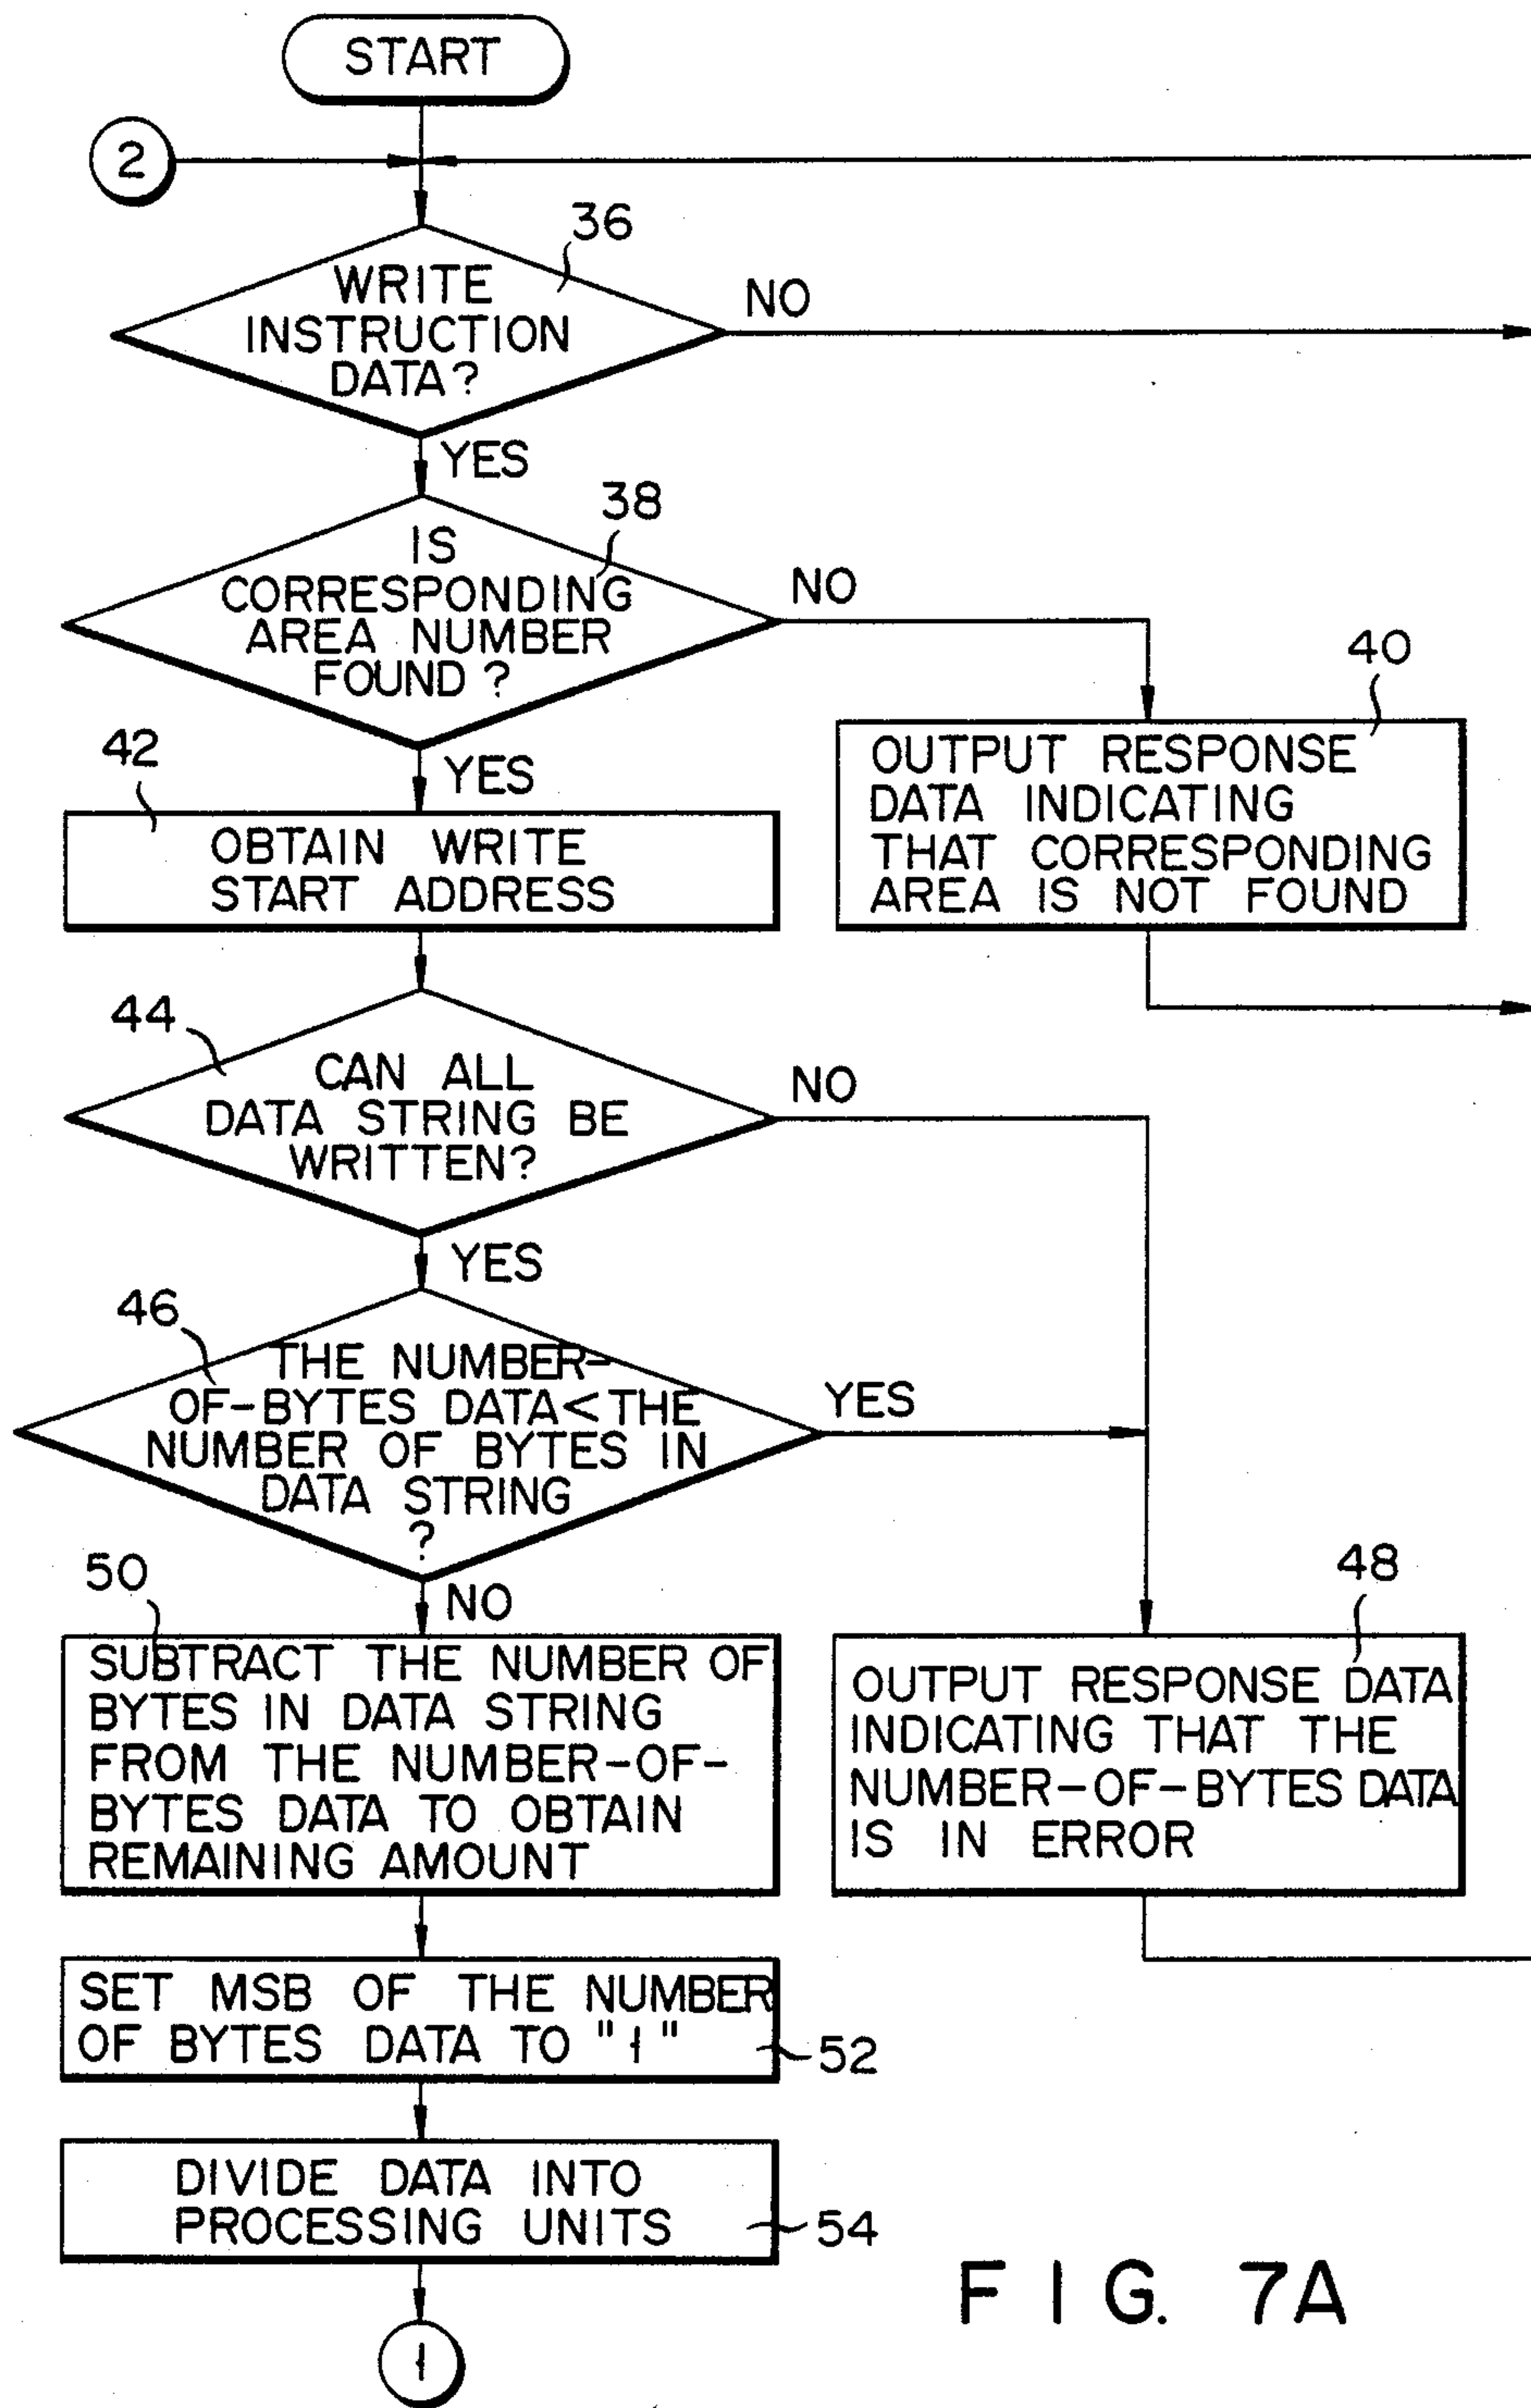 START
2
36
WRITE
INSTRUCTION
DATA?
NO
YES
38
IS
CORRESPONDING
AREA NUMBER
FOUND?
NO
YES
40
OUTPUT RESPONSE
DATA INDICATING
THAT CORRESPONDING
AREA IS NOT FOUND
42
OBTAIN WRITE
START ADDRESS
44
CAN ALL
DATA STRING BE
WRITTEN?
NO
YES
46
THE NUMBER-
OF-BYTES DATA<THE
NUMBER OF BYTES IN
DATA STRING
?
YES
NO
48
OUTPUT RESPONSE DATA
INDICATING THAT THE
NUMBER-OF-BYTES DATA
IS IN ERROR
50
SUBTRACT THE NUMBER OF
BYTES IN DATA STRING
FROM THE NUMBER-OF-
BYTES DATA TO OBTAIN
REMAINING AMOUNT
SET MSB OF THE NUMBER
OF BYTES DATA TO "1"
52
DIVIDE DATA INTO
PROCESSING UNITS
54
1
FIG. 7A